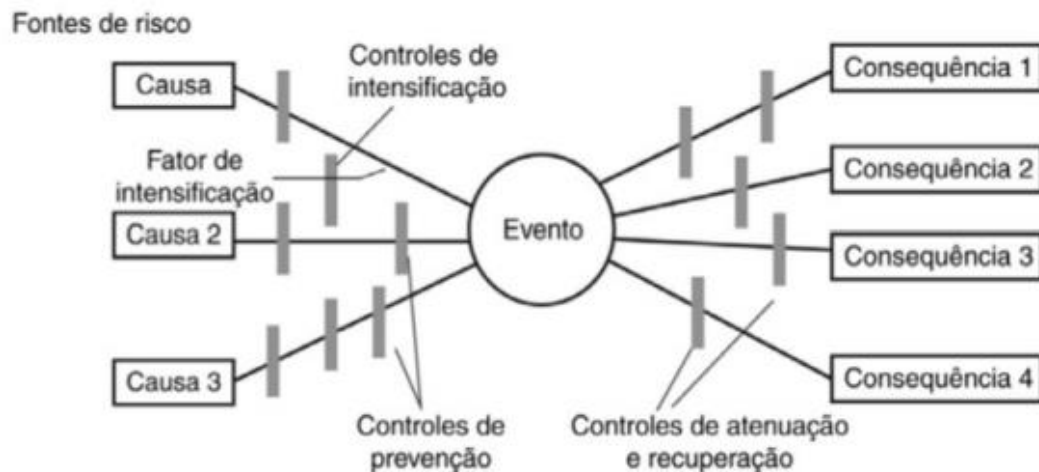 Fontes de risco
Causa
Controles de
intensificação
Fator de
intensificação
Causa 2
Causa 3
Controles de
prevenção
Evento
Consequência 1
Consequência 2
Consequência 3
Consequência 4
Controles de atenuação
e recuperação